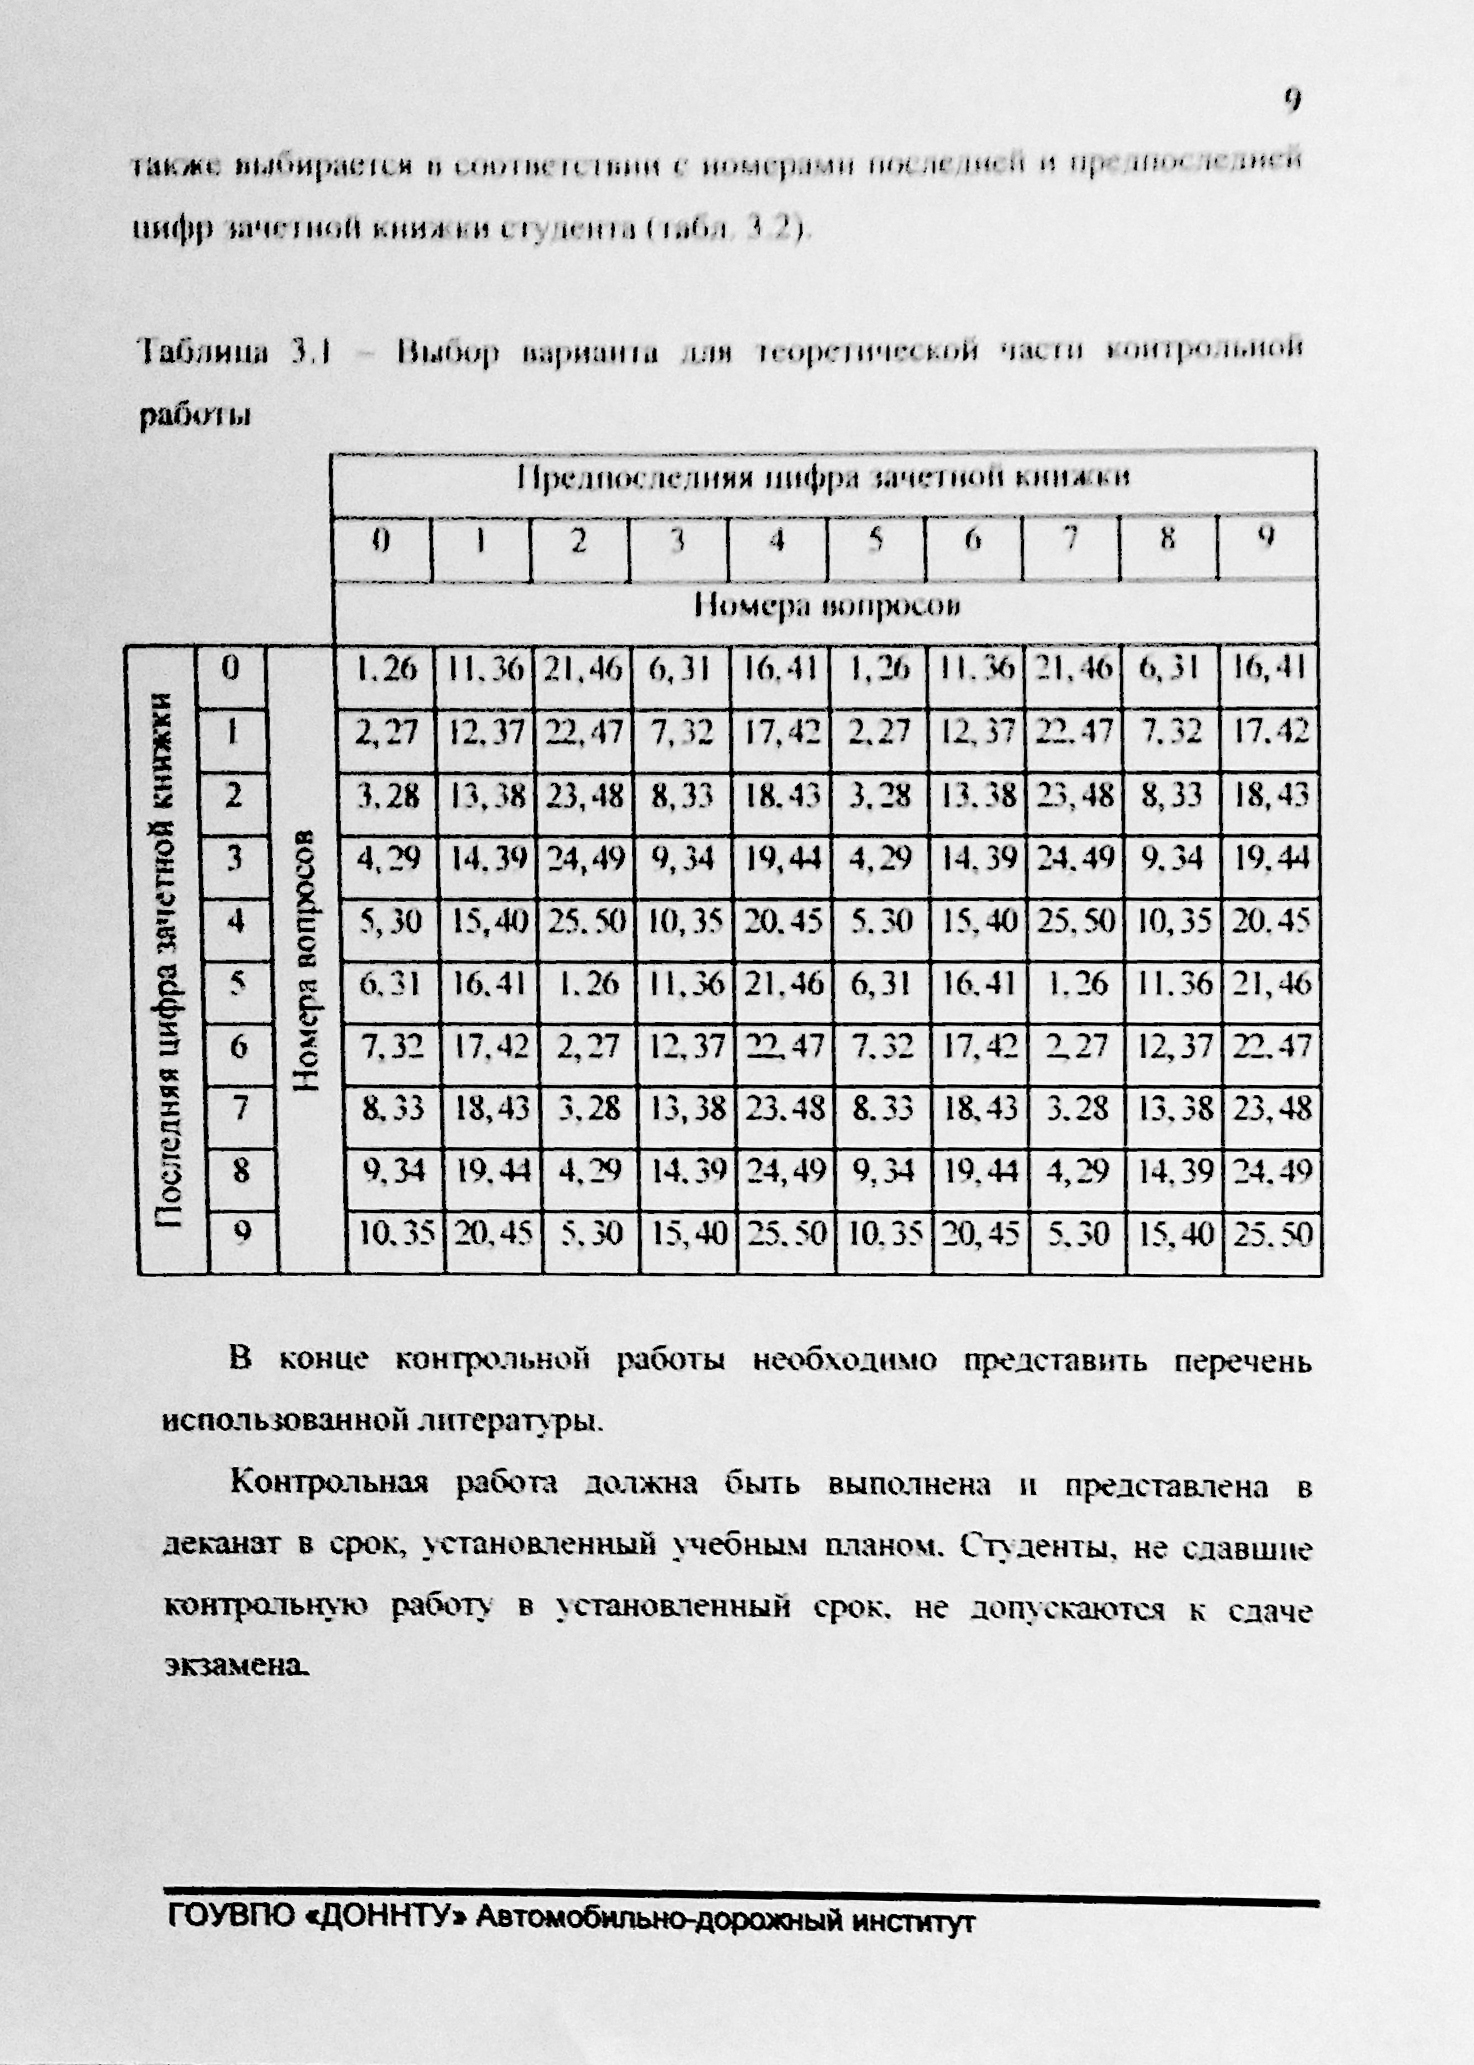 9
также выбирается в соответствии с номерами последней и предпоследней
цифр зачетной книжки студента (табл. 3.2).
Таблица 3.1 – Выбор варианта для теоретической части контрольной
работы
Предпоследняя цифра зачетной книжки
0 1 2 3 4 5 6 7 8 9
Номера вопросов
Последняя цифра зачетной книжки
Номера вопросов
0 1, 26 11, 36 21, 46 6, 31 16, 41 1, 26 11, 36 21, 46 6, 31 16, 41
1 2, 27 12, 37 22, 47 7, 32 17, 42 2, 27 12, 37 22, 47 7, 32 17, 42
2 3, 28 13, 38 23, 48 8, 33 18, 43 3, 28 13, 38 23, 48 8, 33 18, 43
3 4, 29 14, 39 24, 49 9, 34 19, 44 4, 29 14, 39 24, 49 9, 34 19, 44
4 5, 30 15, 40 25, 50 10, 35 20, 45 5, 30 15, 40 25, 50 10, 35 20, 45
5 6, 31 16, 41 1, 26 11, 36 21, 46 6, 31 16, 41 1, 26 11, 36 21, 46
6 7, 32 17, 42 2, 27 12, 37 22, 47 7, 32 17, 42 2, 27 12, 37 22, 47
7 8, 33 18, 43 3, 28 13, 38 23, 48 8, 33 18, 43 3, 28 13, 38 23, 48
8 9, 34 19, 44 4, 29 14, 39 24, 49 9, 34 19, 44 4, 29 14, 39 24, 49
9 10, 35 20, 45 5, 30 15, 40 25, 50 10, 35 20, 45 5, 30 15, 40 25, 50
В конце контрольной работы необходимо представить перечень
использованной литературы.
Контрольная работа должна быть выполнена и представлена в
деканат в срок, установленный учебным планом. Студенты, не сдавшие
контрольную работу в установленный срок, не допускаются к сдаче
экзамена.
ГОУВПО «ДОННТУ» Автомобильно-дорожный институт